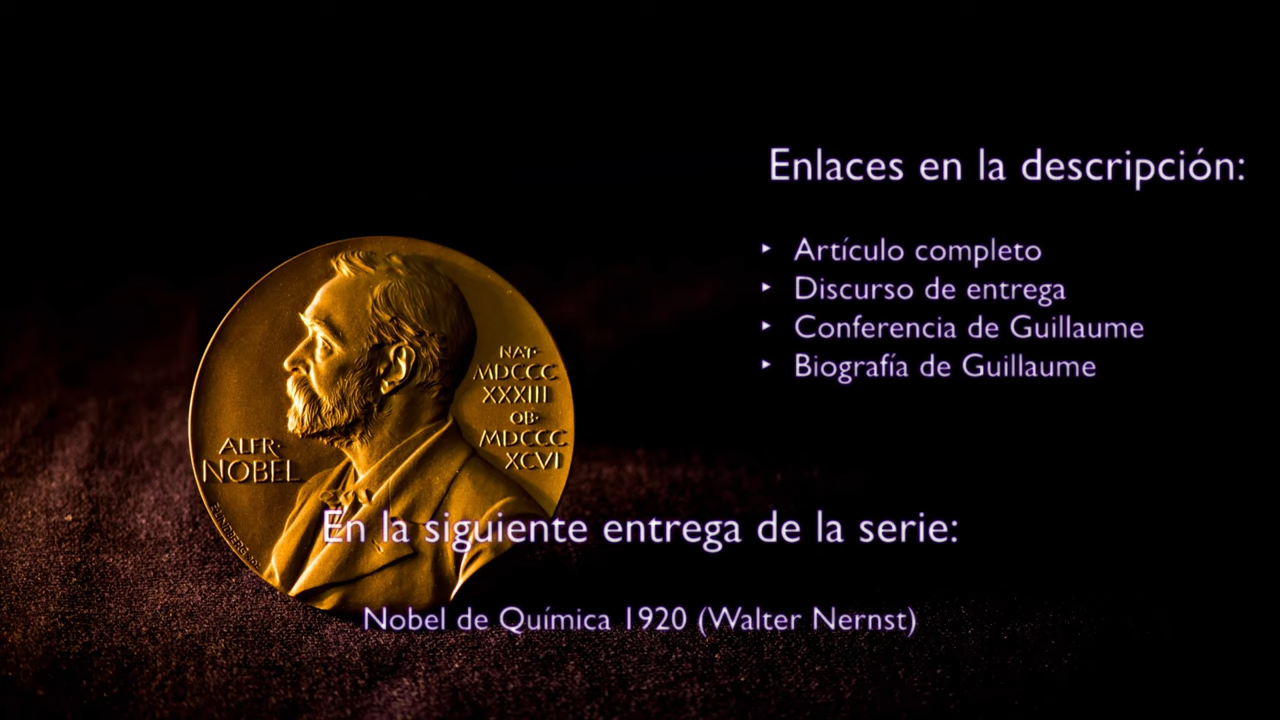 Enlaces en la descripción:
‣ Artículo completo
‣ Discurso de entrega
‣ Conferencia de Guillaume
‣ Biografía de Guillaume
NAT·
MDCCC
XXXIII
OB·
MDCCC
XCVI
ALFR·
NOBEL
En la siguiente entrega de la serie:
Nobel de Química 1920 (Walter Nernst)